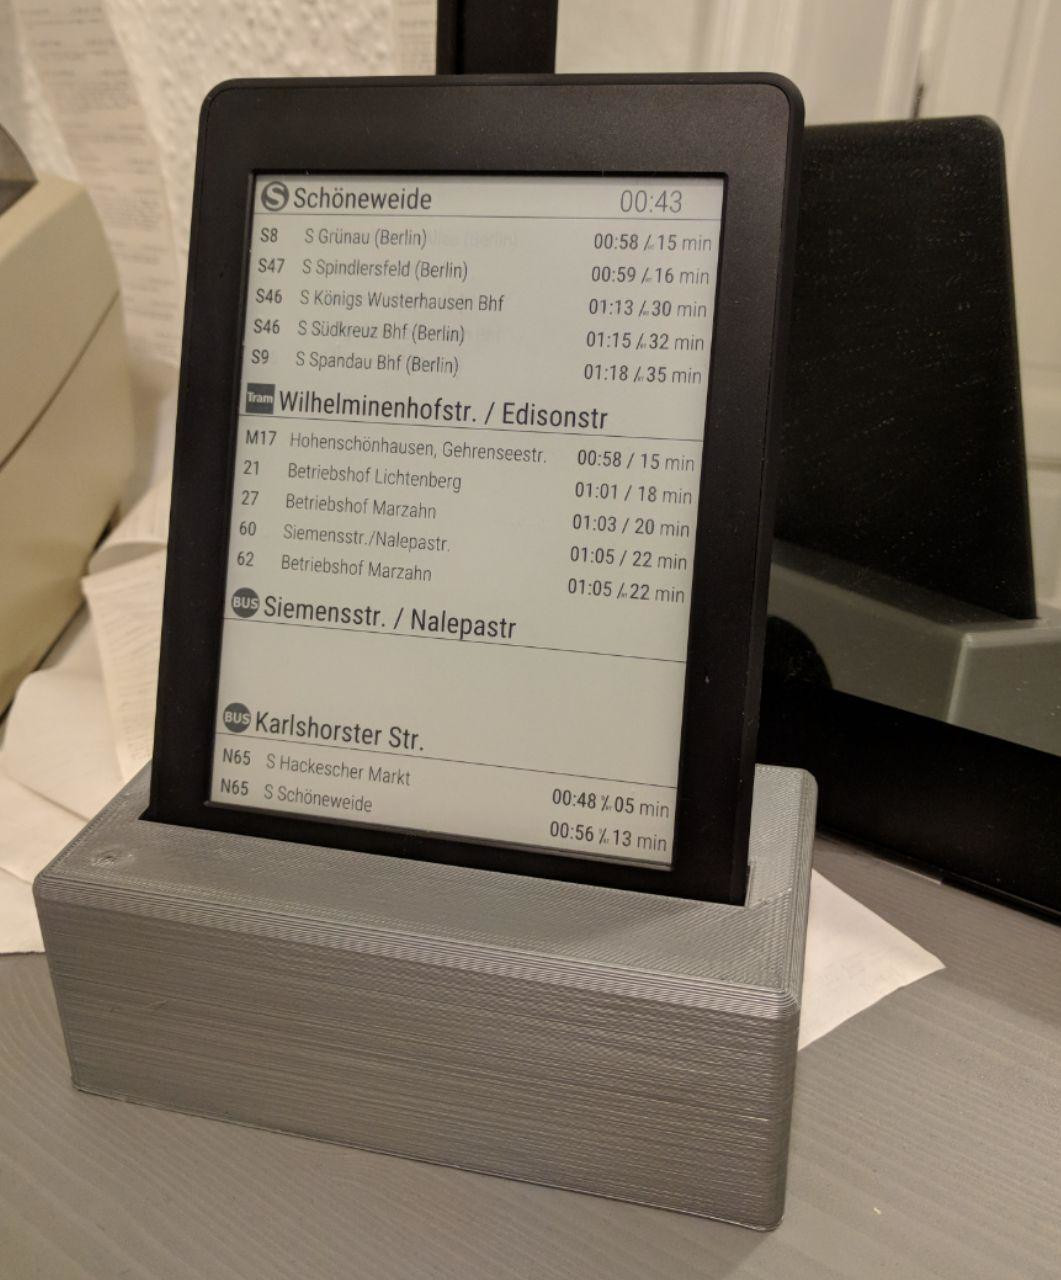 S Schöneweide 00:43
S8 S Grünau (Berlin) 00:58 / 15 min
S47 S Spindlersfeld (Berlin) 00:59 / 16 min
S46 S Königs Wusterhausen Bhf 01:13 / 30 min
S46 S Südkreuz Bhf (Berlin) 01:15 / 32 min
S9 S Spandau Bhf (Berlin) 01:18 / 35 min
Tram Wilhelminenhofstr. / Edisonstr
M17 Hohenschönhausen, Gehrenseestr. 00:58 / 15 min
21 Betriebshof Lichtenberg 01:01 / 18 min
27 Betriebshof Marzahn 01:03 / 20 min
60 Siemensstr./Nalepastr. 01:05 / 22 min
62 Betriebshof Marzahn 01:05 / 22 min
BUS Siemensstr. / Nalepastr
BUS Karlshorster Str.
N65 S Hackescher Markt 00:48 / 05 min
N65 S Schöneweide 00:56 / 13 min